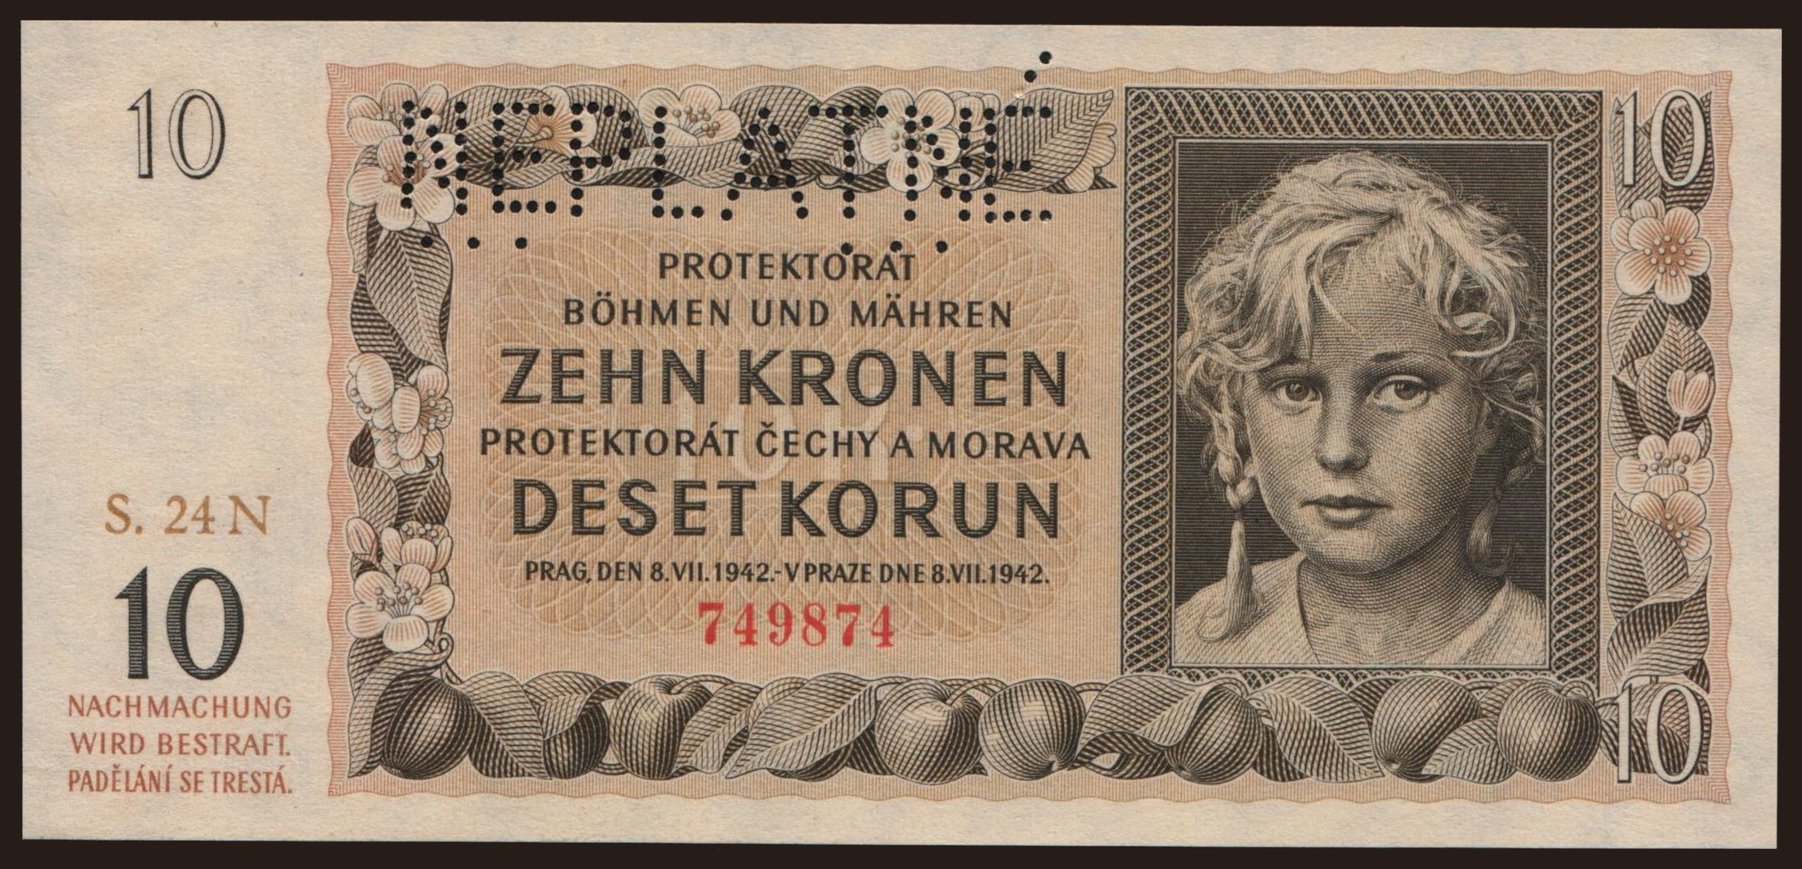 10
NEPLATNÉ
10
PROTEKTORAT
BÖHMEN UND MÄHREN
ZEHN KRONEN
PROTEKTORÁT ČECHY A MORAVA
DESET KORUN
PRAG, DEN 8.VII.1942.-V PRAZE DNE 8.VII.1942.
749874
S. 24 N
10
NACHMACHUNG
WIRD BESTRAFT.
PADĚLÁNÍ SE TRESTÁ.
10